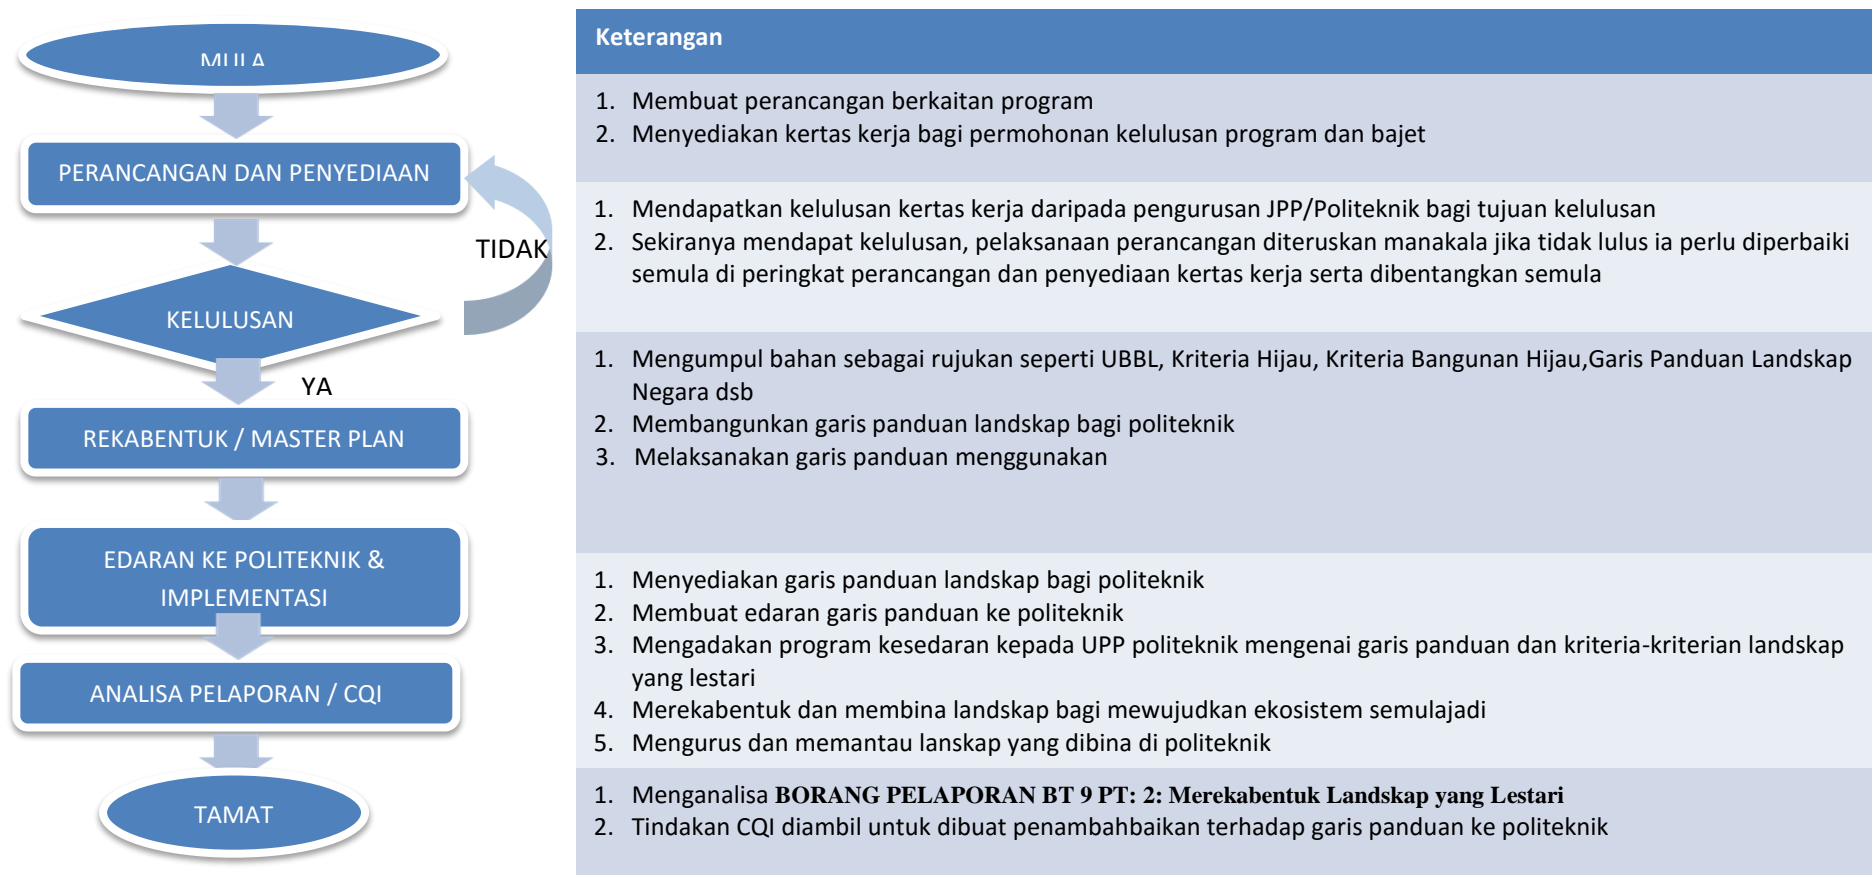 MULA
PERANCANGAN DAN PENYEDIAAN
TIDAK
KELULUSAN
YA
REKABENTUK / MASTER PLAN
EDARAN KE POLITEKNIK &
IMPLEMENTASI
ANALISA PELAPORAN / CQI
TAMAT
Keterangan
1. Membuat perancangan berkaitan program
2. Menyediakan kertas kerja bagi permohonan kelulusan program dan bajet
1. Mendapatkan kelulusan kertas kerja daripada pengurusan JPP/Politeknik bagi tujuan kelulusan
2. Sekiranya mendapat kelulusan, pelaksanaan perancangan diteruskan manakala jika tidak lulus ia perlu diperbaiki
semula di peringkat perancangan dan penyediaan kertas kerja serta dibentangkan semula
1. Mengumpul bahan sebagai rujukan seperti UBBL, Kriteria Hijau, Kriteria Bangunan Hijau,Garis Panduan Landskap
Negara dsb
2. Membangunkan garis panduan landskap bagi politeknik
3. Melaksanakan garis panduan menggunakan
1. Menyediakan garis panduan landskap bagi politeknik
2. Membuat edaran garis panduan ke politeknik
3. Mengadakan program kesedaran kepada UPP politeknik mengenai garis panduan dan kriteria-kriterian landskap
yang lestari
4. Merekabentuk dan membina landskap bagi mewujudkan ekosistem semulajadi
5. Mengurus dan memantau lanskap yang dibina di politeknik
1. Menganalisa BORANG PELAPORAN BT 9 PT: 2: Merekabentuk Landskap yang Lestari
2. Tindakan CQI diambil untuk dibuat penambahbaikan terhadap garis panduan ke politeknik